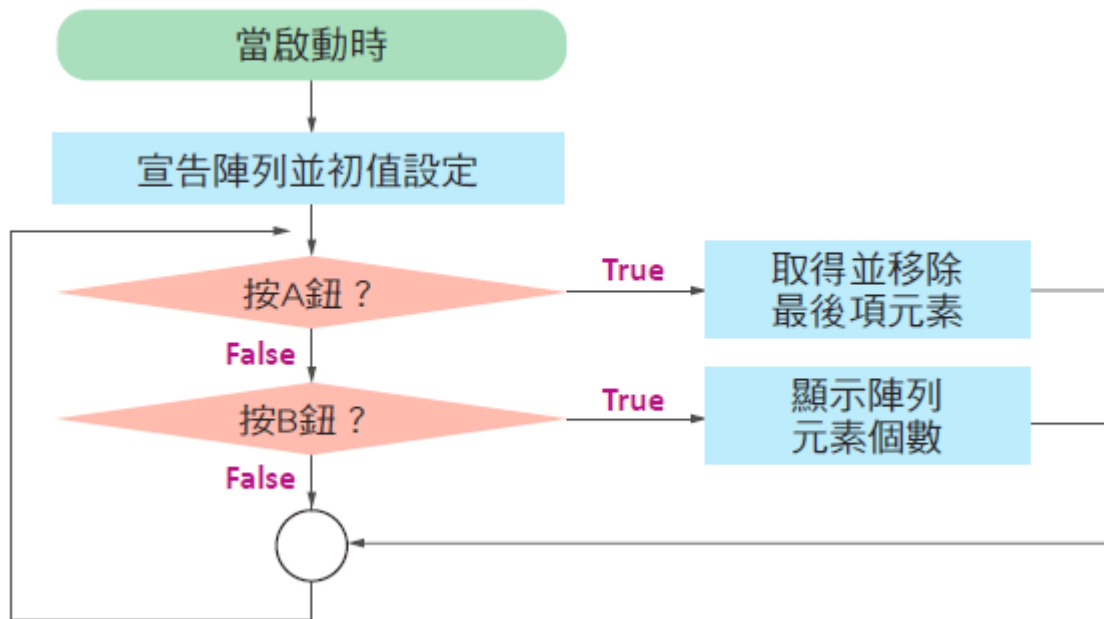 當啟動時
宣告陣列並初值設定
按A鈕？
True
取得並移除
最後項元素
False
按B鈕？
True
顯示陣列
元素個數
False